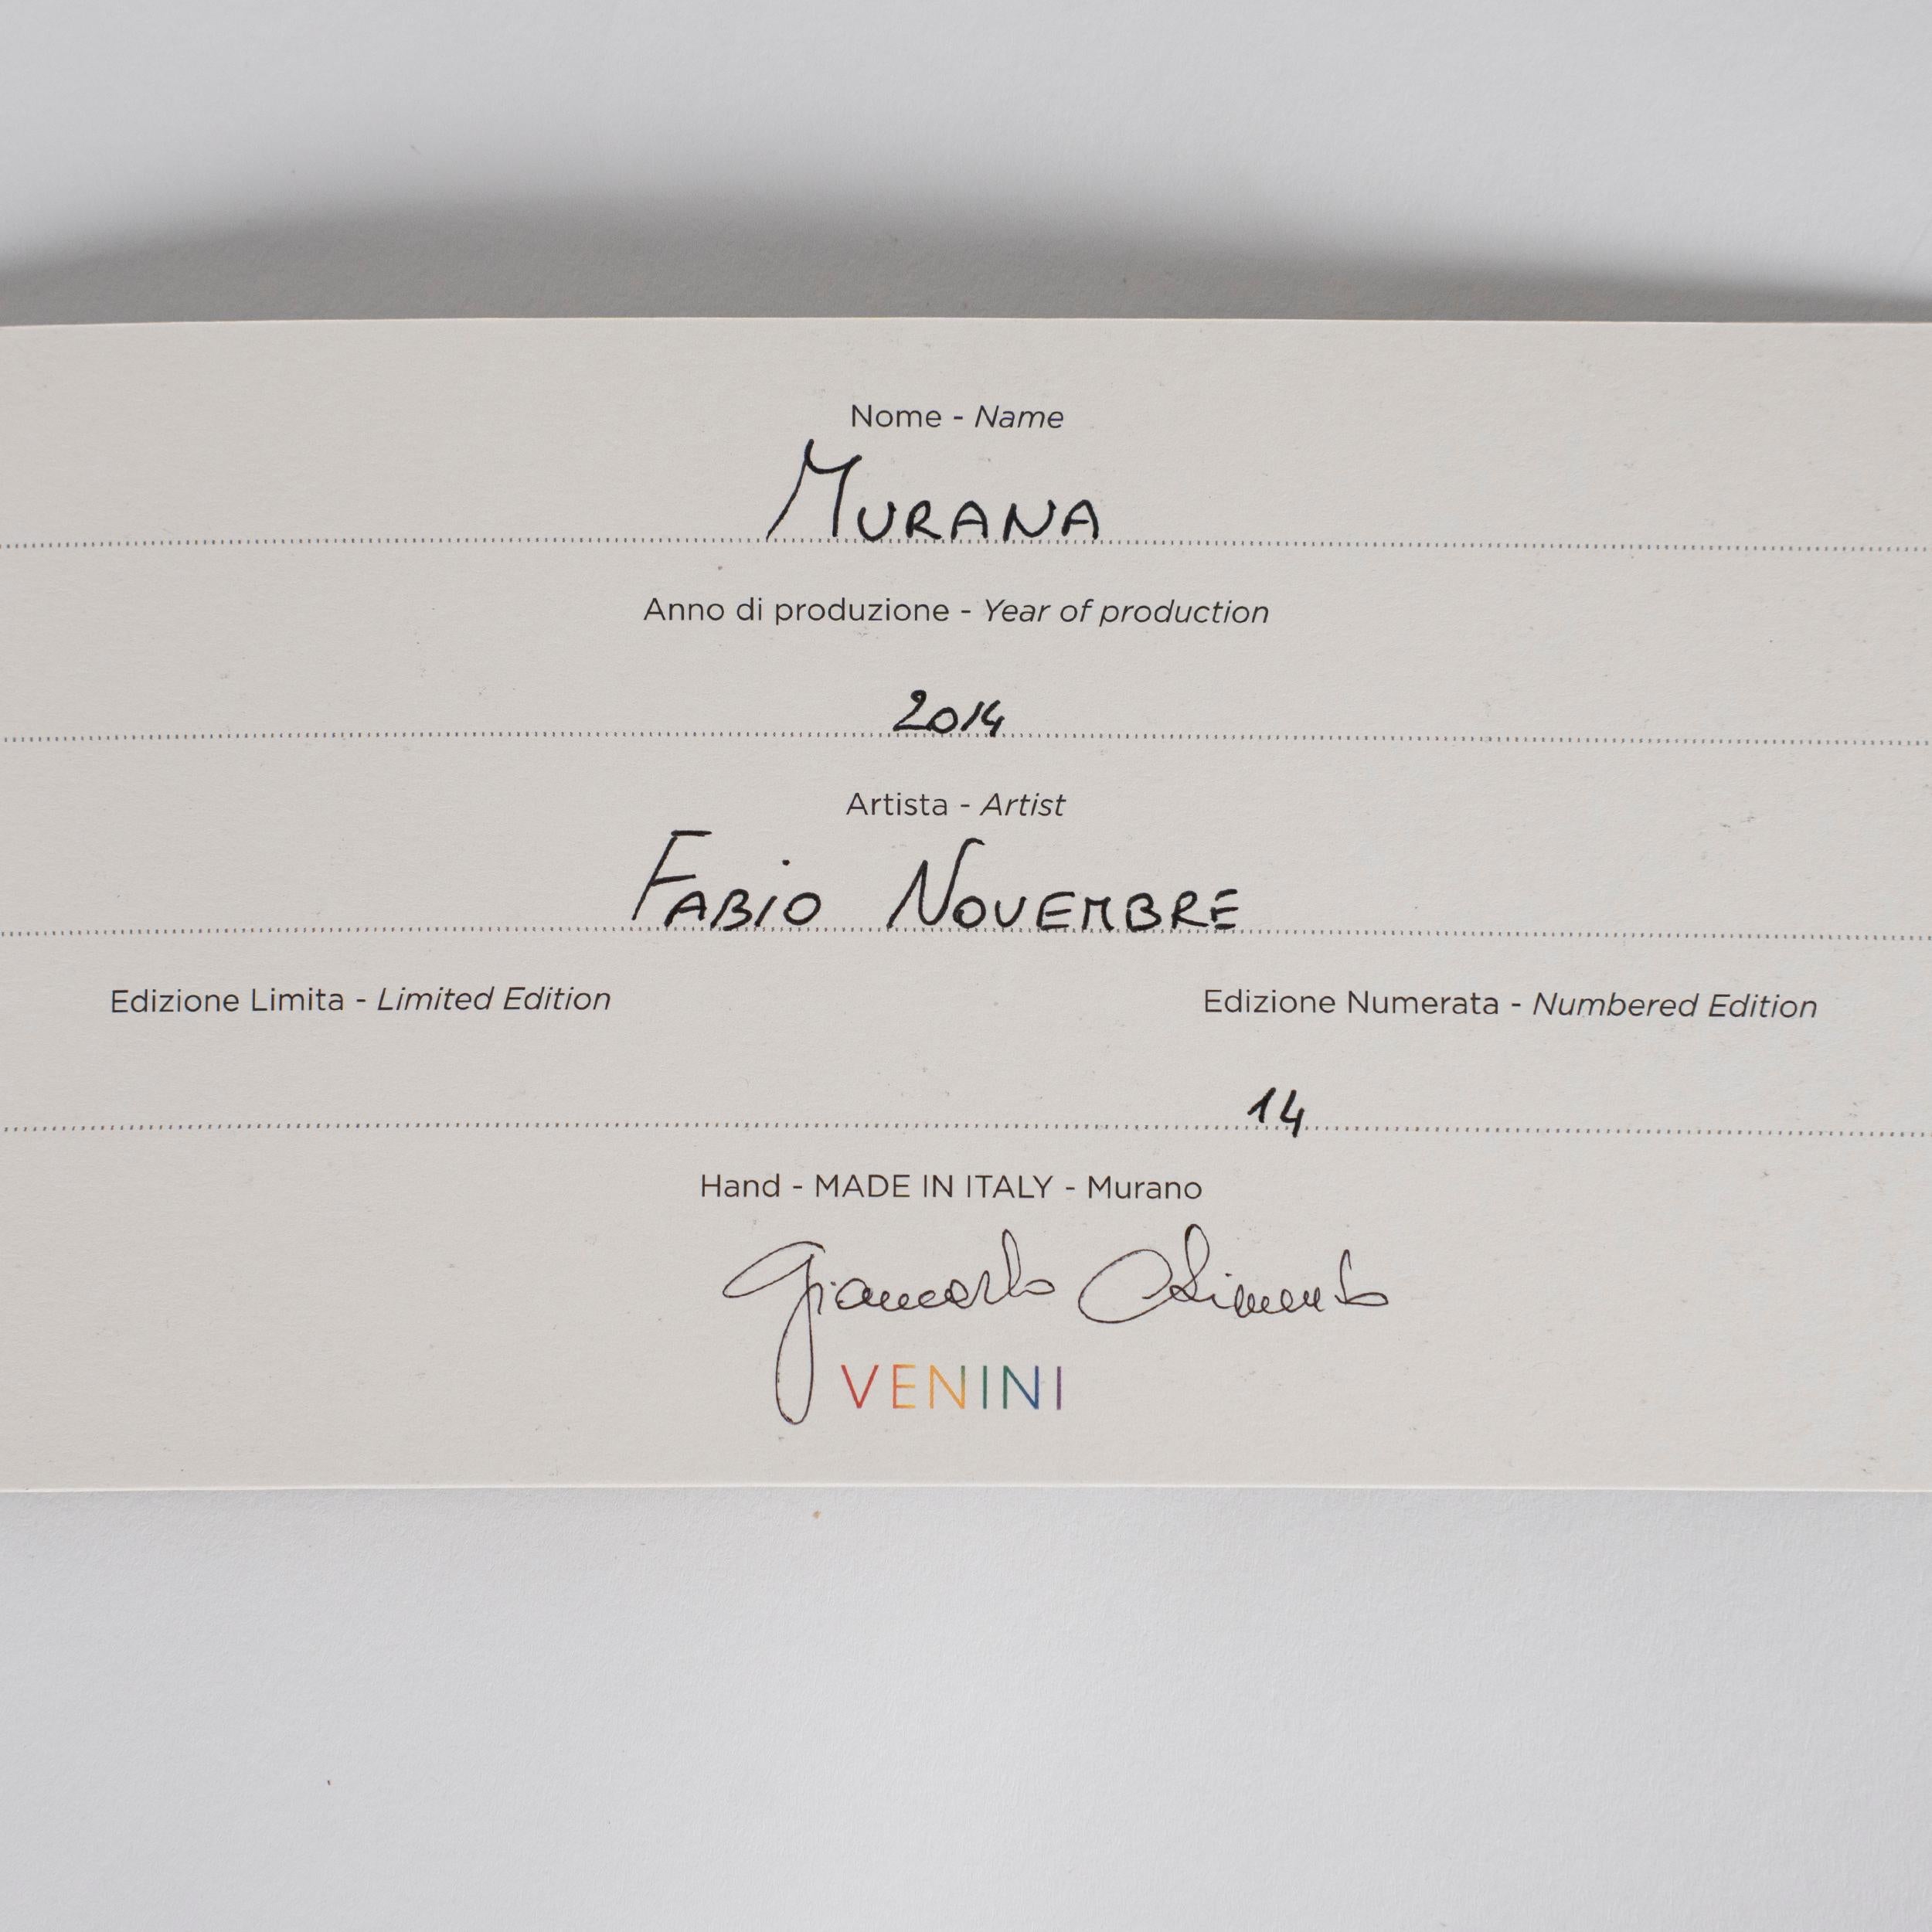 Nome - Name
MURANA
Anno di produzione - Year of production
2014
Artista - Artist
FABIO NOVEMBRE
Edizione Limita - Limited Edition
Edizione Numerata - Numbered Edition
14
Hand - MADE IN ITALY - Murano
Giancarlo
VENINI